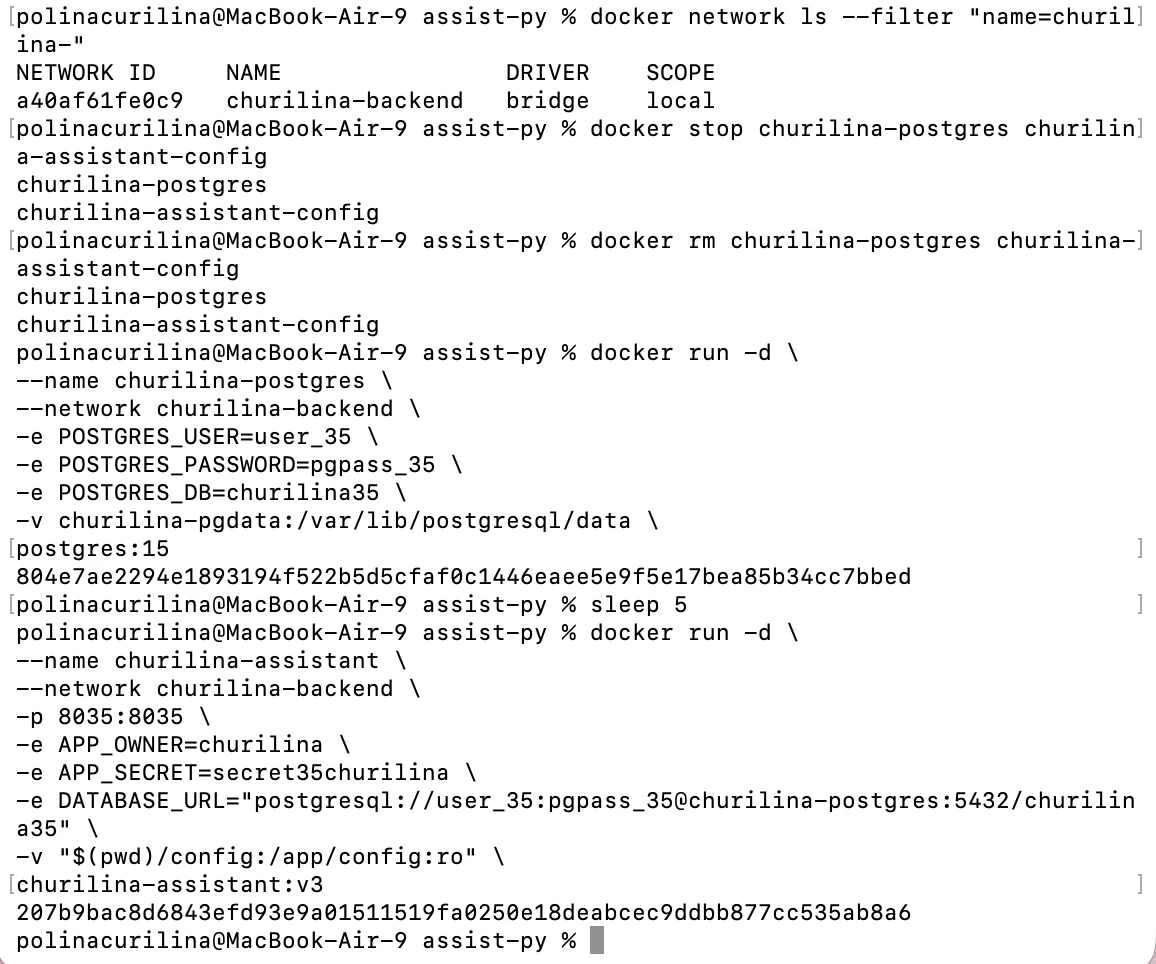 [polinacurilina@MacBook-Air-9 assist-py % docker network ls --filter "name=churil]
ina-"
NETWORK ID     NAME                DRIVER    SCOPE
a40af61fe0c9   churilina-backend   bridge    local
[polinacurilina@MacBook-Air-9 assist-py % docker stop churilina-postgres churilin]
a-assistant-config
churilina-postgres
churilina-assistant-config
[polinacurilina@MacBook-Air-9 assist-py % docker rm churilina-postgres churilina-]
assistant-config
churilina-postgres
churilina-assistant-config
polinacurilina@MacBook-Air-9 assist-py % docker run -d \
--name churilina-postgres \
--network churilina-backend \
-e POSTGRES_USER=user_35 \
-e POSTGRES_PASSWORD=pgpass_35 \
-e POSTGRES_DB=churilina35 \
-v churilina-pgdata:/var/lib/postgresql/data \
[postgres:15 ]
804e7ae2294e1893194f522b5d5cfaf0c1446eaee5e9f5e17bea85b34cc7bbed
[polinacurilina@MacBook-Air-9 assist-py % sleep 5 ]
polinacurilina@MacBook-Air-9 assist-py % docker run -d \
--name churilina-assistant \
--network churilina-backend \
-p 8035:8035 \
-e APP_OWNER=churilina \
-e APP_SECRET=secret35churilina \
-e DATABASE_URL="postgresql://user_35:pgpass_35@churilina-postgres:5432/churilin
a35" \
-v "$(pwd)/config:/app/config:ro" \
[churilina-assistant:v3 ]
207b9bac8d6843efd93e9a01511519fa0250e18deabcec9ddbb877cc535ab8a6
polinacurilina@MacBook-Air-9 assist-py %